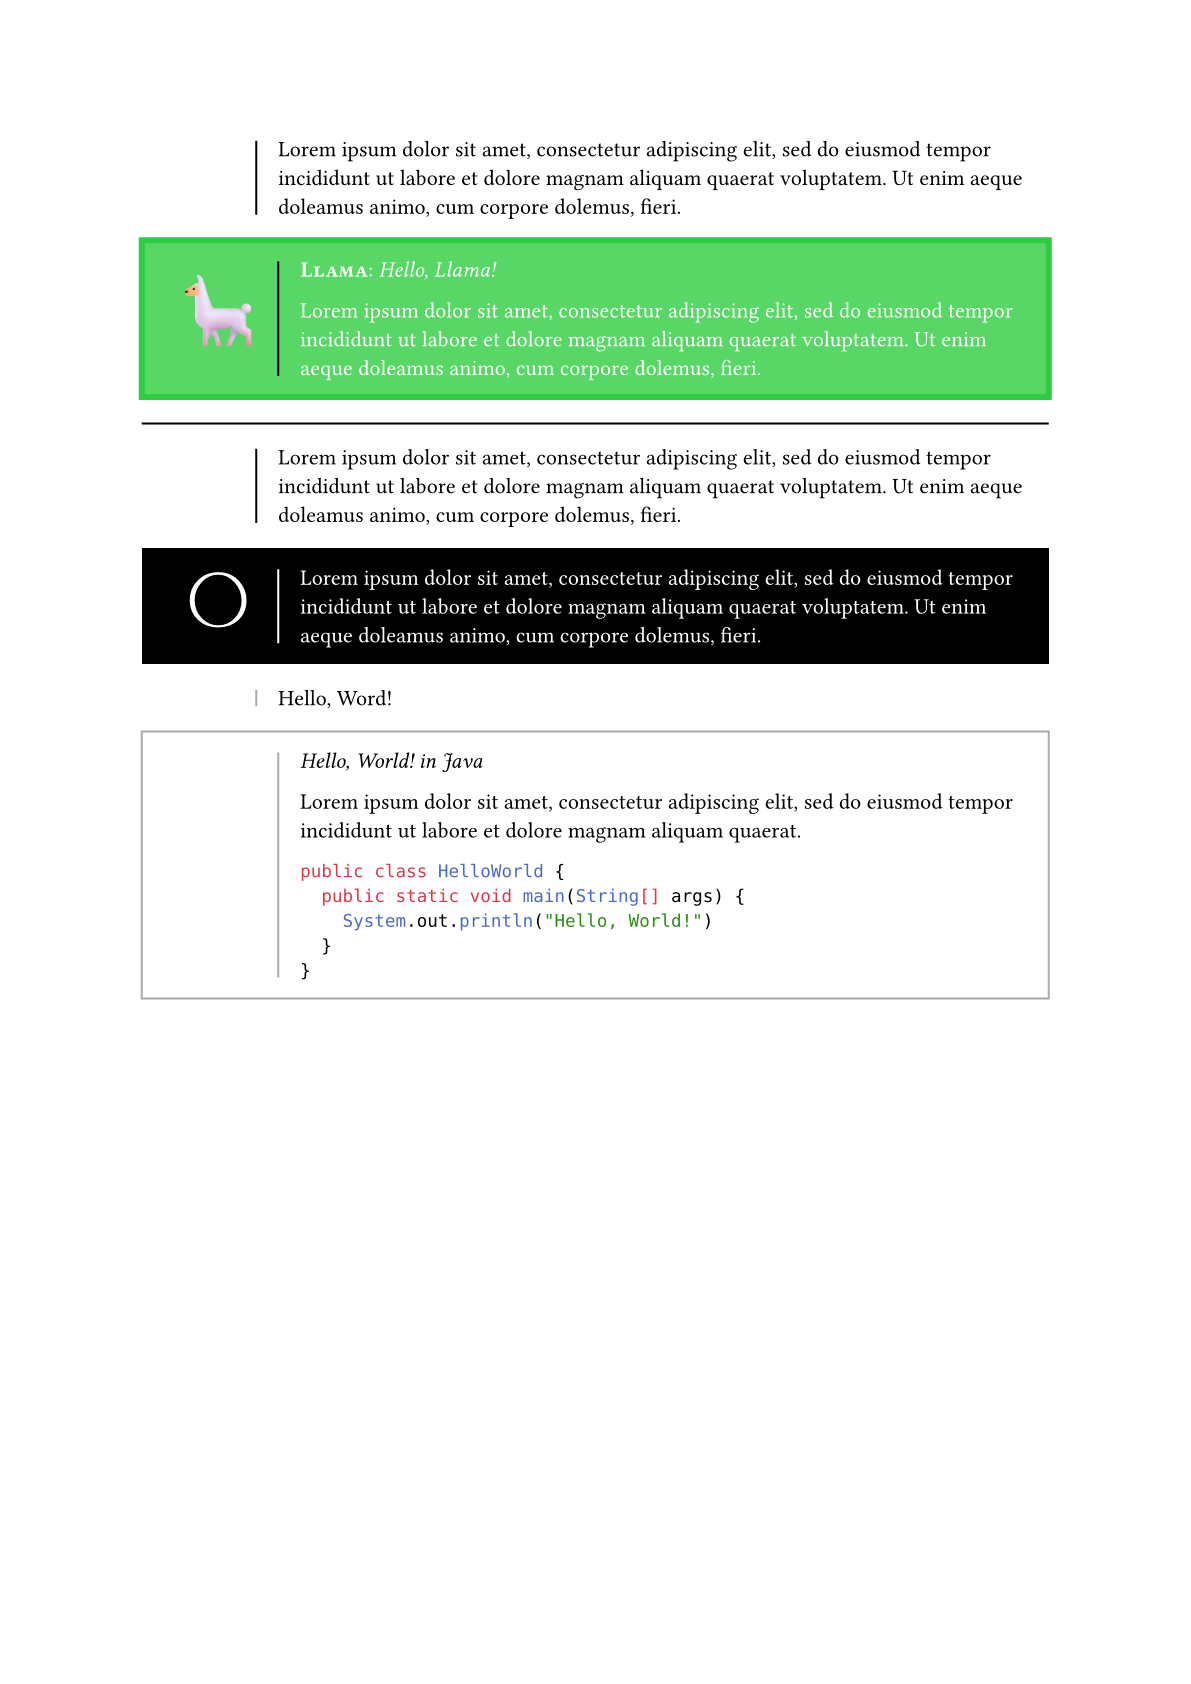 Lorem ipsum dolor sit amet, consectetur adipiscing elit, sed do eiusmod tempor
incididunt ut labore et dolore magnam aliquam quaerat voluptatem. Ut enim aeque
doleamus animo, cum corpore dolemus, fieri.
Llama: Hello, Llama!
Lorem ipsum dolor sit amet, consectetur adipiscing elit, sed do eiusmod tempor
incididunt ut labore et dolore magnam aliquam quaerat voluptatem. Ut enim
aeque doleamus animo, cum corpore dolemus, fieri.
Lorem ipsum dolor sit amet, consectetur adipiscing elit, sed do eiusmod tempor
incididunt ut labore et dolore magnam aliquam quaerat voluptatem. Ut enim aeque
doleamus animo, cum corpore dolemus, fieri.
Lorem ipsum dolor sit amet, consectetur adipiscing elit, sed do eiusmod tempor
incididunt ut labore et dolore magnam aliquam quaerat voluptatem. Ut enim
aeque doleamus animo, cum corpore dolemus, fieri.
Hello, Word!
Hello, World! in Java
Lorem ipsum dolor sit amet, consectetur adipiscing elit, sed do eiusmod tempor
incididunt ut labore et dolore magnam aliquam quaerat.
public class HelloWorld {
  public static void main(String[] args) {
    System.out.println("Hello, World!")
  }
}